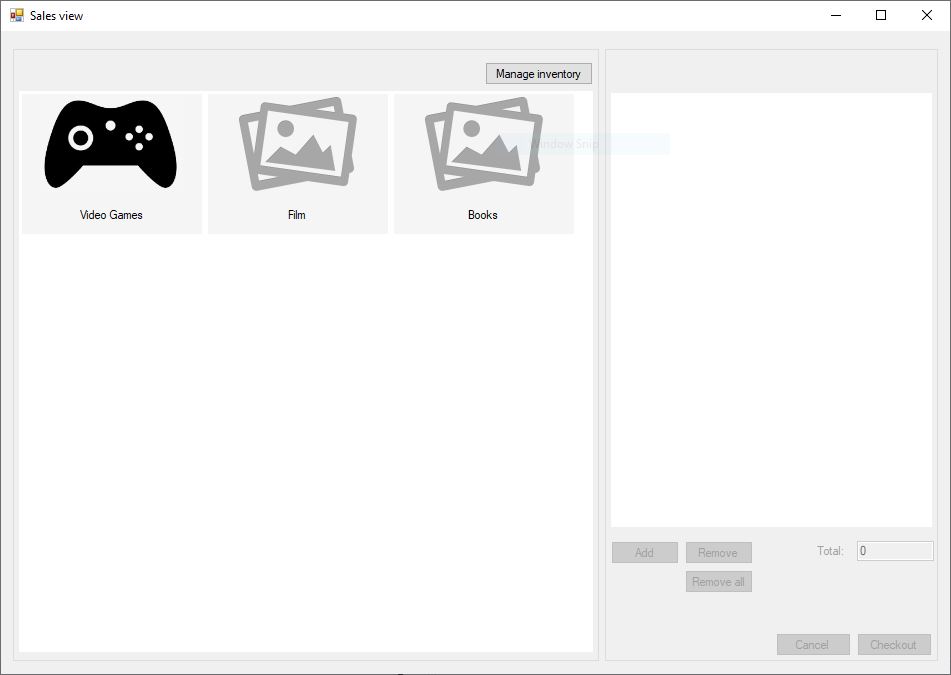 Sales view
Manage inventory
Video Games
Film
Books
Window Snip
Add
Remove
Total:
0
Remove all
Cancel
Checkout